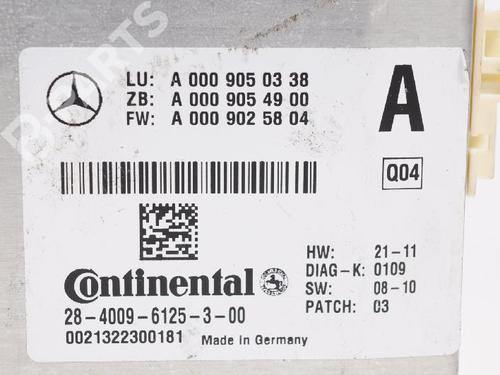 LU: A 000 905 03 38
ZB: A 000 905 49 00
FW: A 000 902 58 04
A
Q04
Continental
28-4009-6125-3-00
0021322300181 Made in Germany
HW: 21-11
DIAG-K: 0109
SW: 08-10
PATCH: 03
B-PARTS